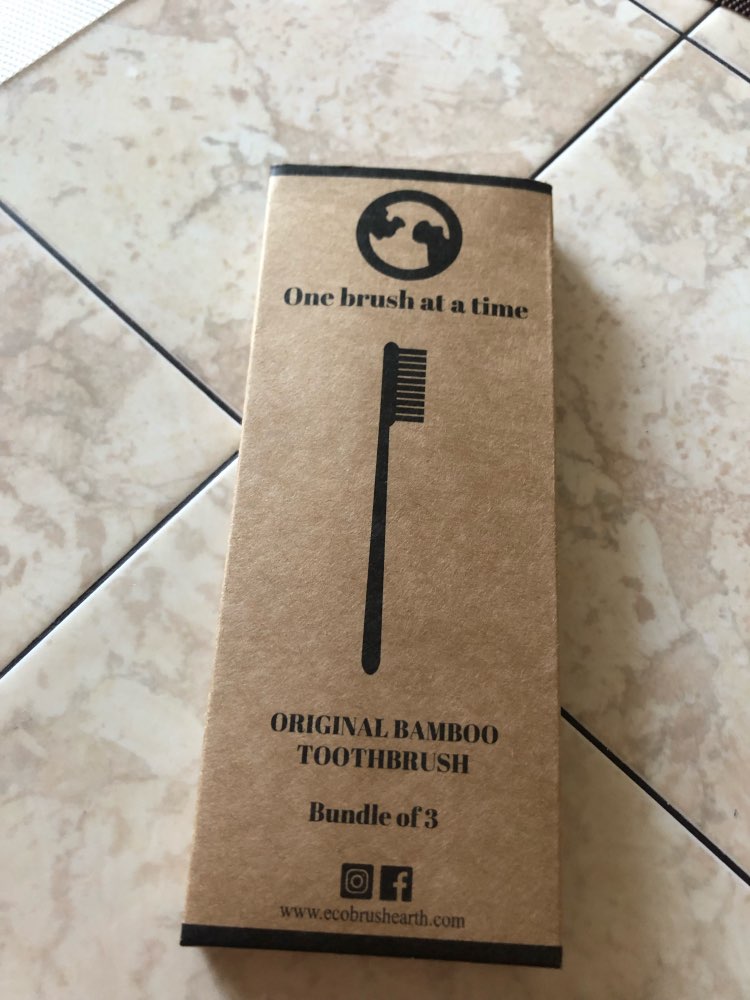 One brush at a time
ORIGINAL BAMBOO
TOOTHBRUSH
Bundle of 3
www.ecobrushearth.com